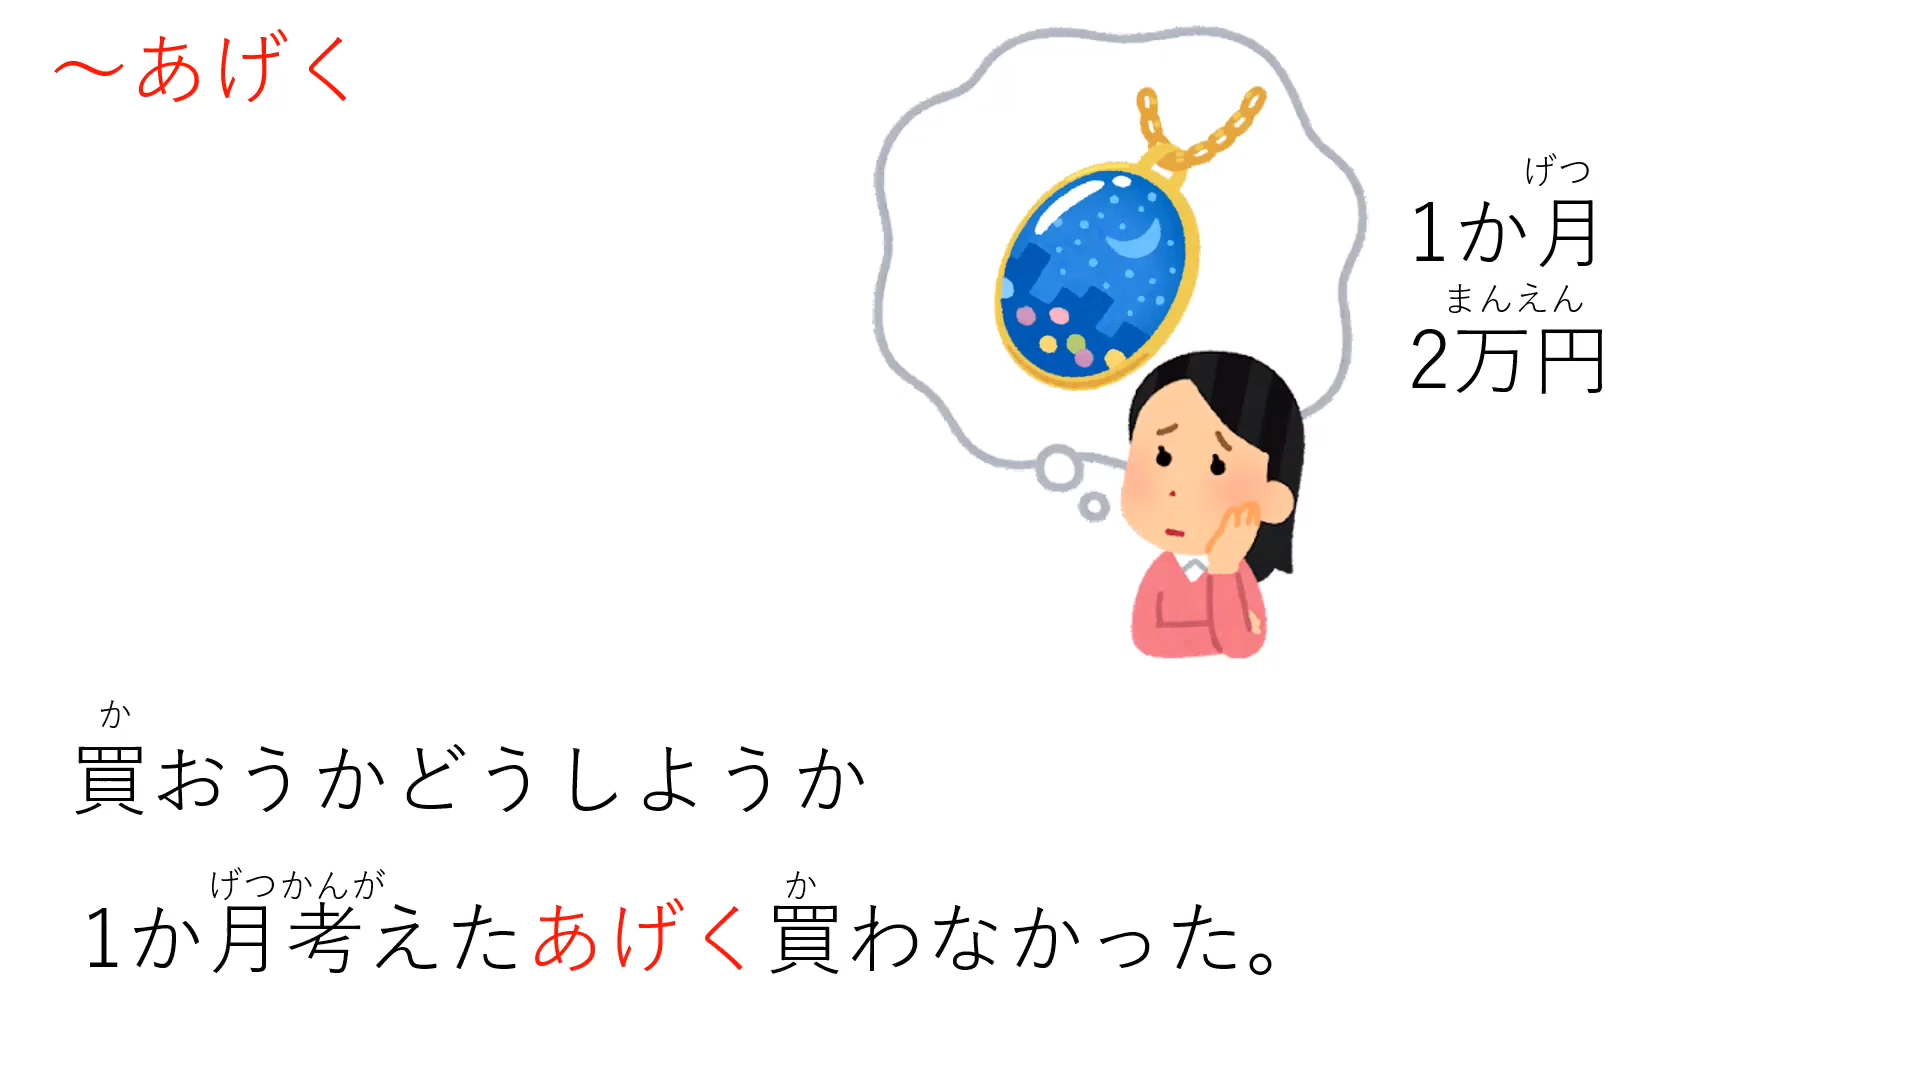 ～あげく
げつ
1か月
まんえん
2万円
か
買おうかどうしようか
げつかんが か
1か月考えたあげく買わなかった。